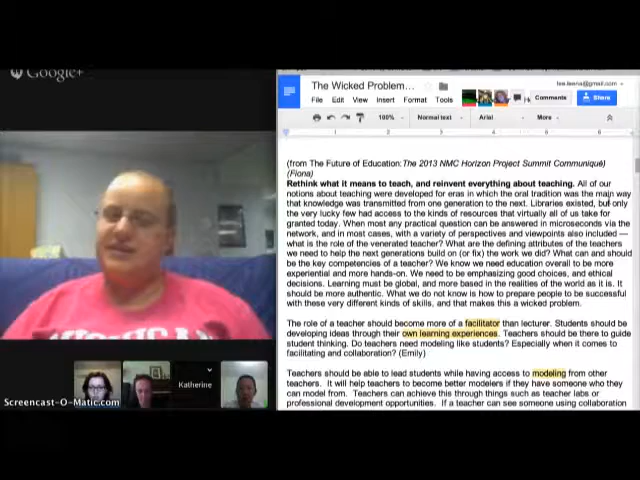 Google+
The Wicked Problem...
lee.leena@gmail.com
File Edit View Insert Format Tools
Comments
Share
100%
Normal text
Arial
More
(from The Future of Education: The 2013 NMC Horizon Project Summit Communiqué)
(Fiona)
Rethink what it means to teach, and reinvent everything about teaching. All of our
notions about teaching were developed for eras in which the oral tradition was the main way
that knowledge was transmitted from one generation to the next. Libraries existed, but only
the very lucky few had access to the kinds of resources that virtually all of us take for
granted today. When most any practical question can be answered in microseconds via the
network, and in most cases, with a variety of perspectives and viewpoints also included —
what is the role of the venerated teacher? What are the defining attributes of the teachers
we need to help the next generations build on (or fix) the work we did? What can and should
be the key competencies of a teacher? We know we need education overall to be more
experiential and more hands-on. We need to be emphasizing good choices, and ethical
decisions. Learning must be global, and more based in the realities of the world as it is. It
should be more authentic. What we do not know is how to prepare people to be successful
with these very different kinds of skills, and that makes this a wicked problem.
The role of a teacher should become more of a facilitator than lecturer. Students should be
developing ideas through their own learning experiences. Teachers should be there to guide
student thinking. Do teachers need modeling like students? Especially when it comes to
facilitating and collaboration? (Emily)
Teachers should be able to lead students while having access to modeling from other
teachers. It will help teachers to become better modelers if they have someone who they
can model from. Teachers can achieve this through things such as teacher labs or
professional development opportunities. If a teacher can see someone using collaboration
Katherine
Screencast-O-Matic.com